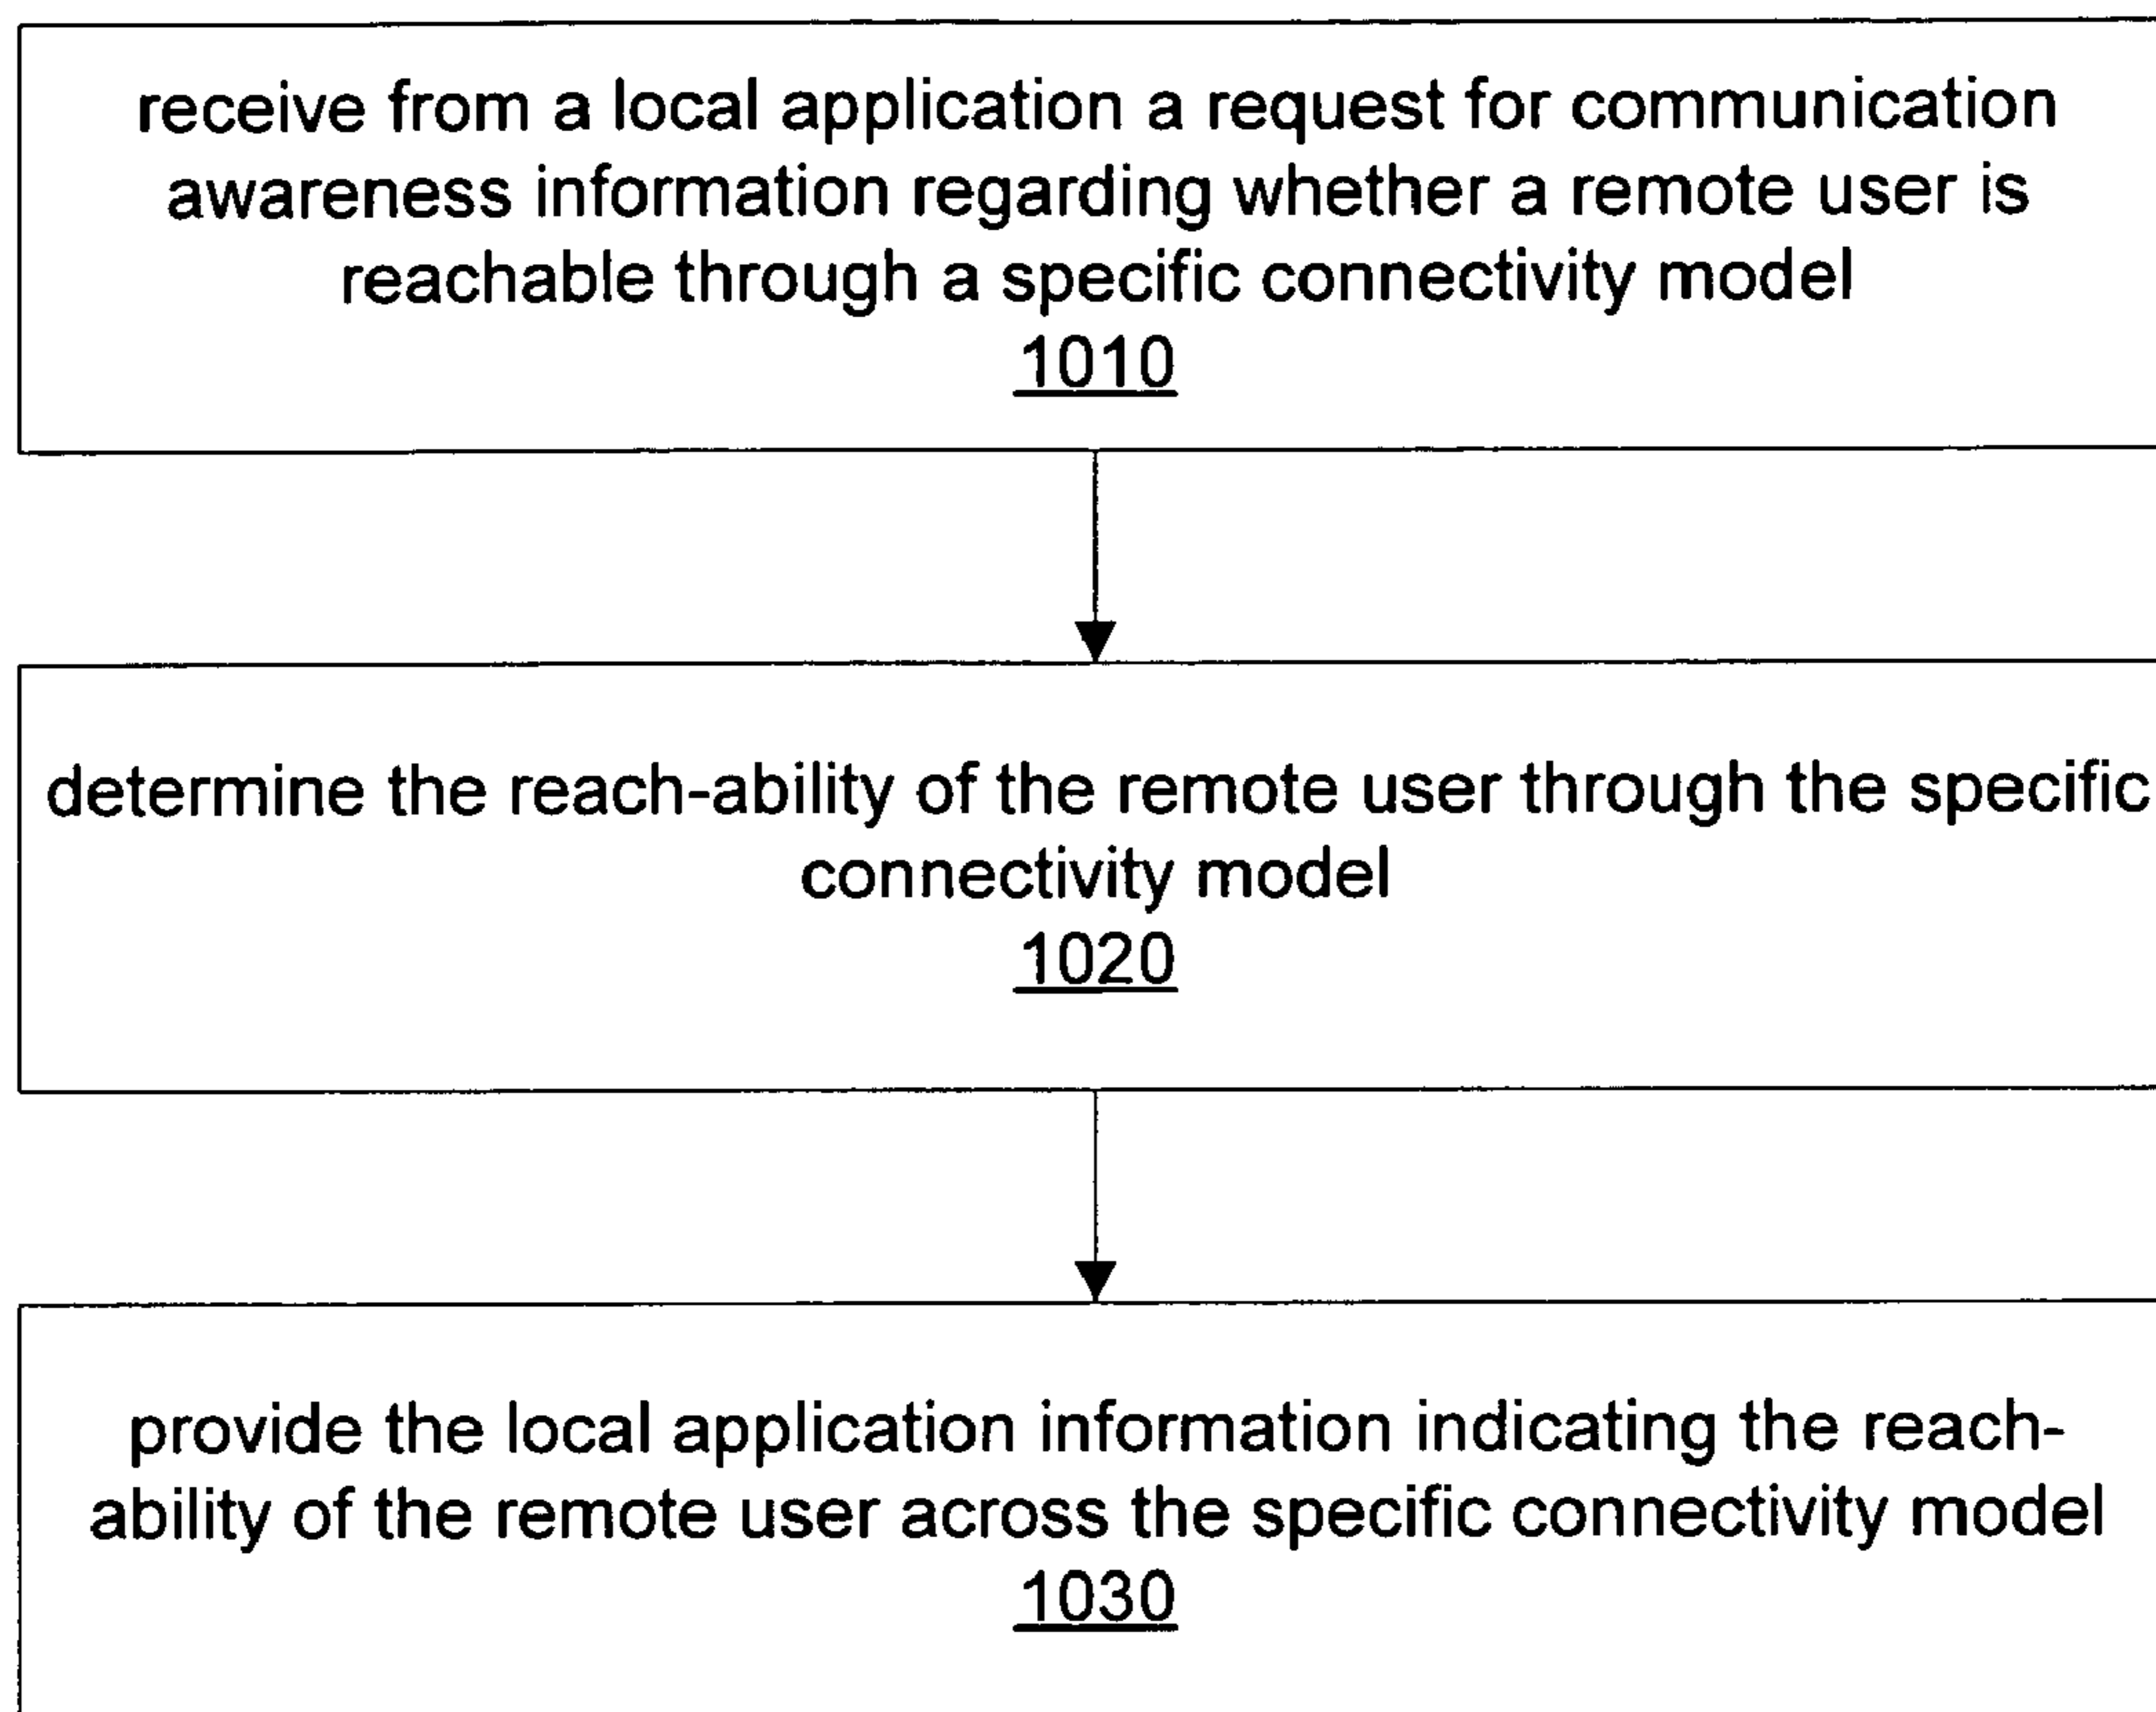 receive from a local application a request for communication
awareness information regarding whether a remote user is
reachable through a specific connectivity model
1010
determine the reach-ability of the remote user through the specific
connectivity model
1020
provide the local application information indicating the reach-
ability of the remote user across the specific connectivity model
1030